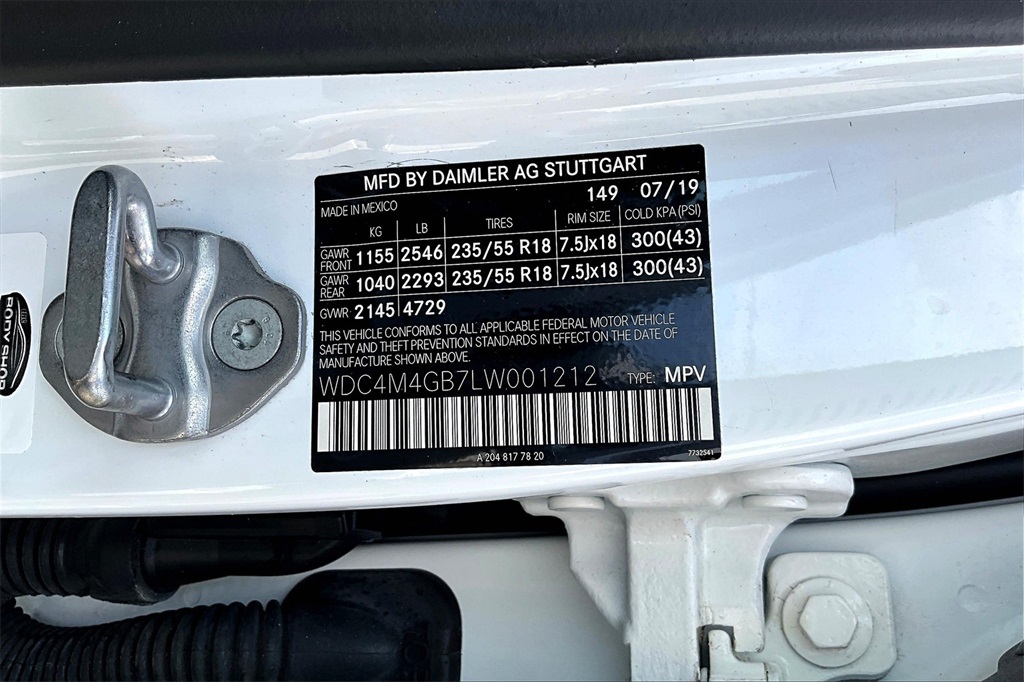 MFD BY DAIMLER AG STUTTGART
149 07/19
MADE IN MEXICO
KG LB TIRES RIM SIZE COLD KPA (PSI)
GAWR FRONT 1155 2546 235/55 R18 7.5Jx18 300(43)
GAWR REAR 1040 2293 235/55 R18 7.5Jx18 300(43)
GVWR 2145 4729
THIS VEHICLE CONFORMS TO ALL APPLICABLE FEDERAL MOTOR VEHICLE
SAFETY AND THEFT PREVENTION STANDARDS IN EFFECT ON THE DATE OF
MANUFACTURE SHOWN ABOVE.
WDC4M4GB7LW001212 TYPE: MPV
A 204 817 78 20 7732541
BODY SHOP